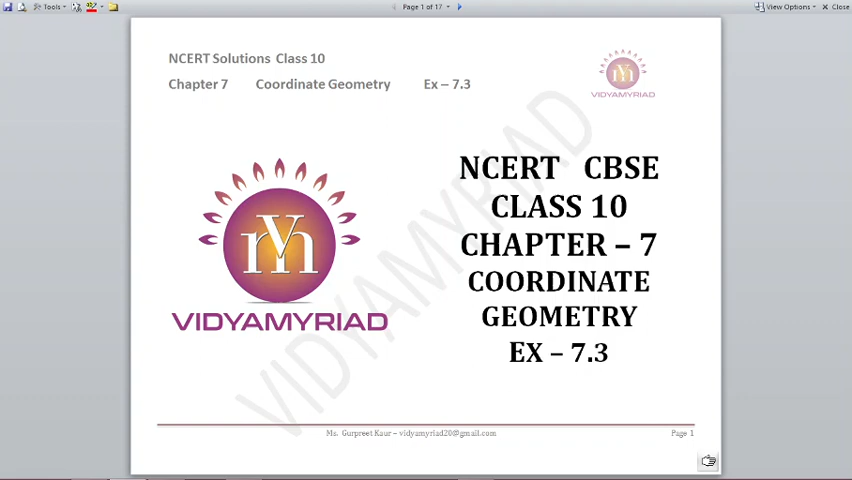 Tools
Page 1 of 17
View Options
Close
NCERT Solutions Class 10
Chapter 7 Coordinate Geometry Ex – 7.3
VIDYAMYRIAD
VIDYAMYRIAD
VIDYAMYRIAD
NCERT CBSE
CLASS 10
CHAPTER – 7
COORDINATE
GEOMETRY
EX – 7.3
Ms. Gurpreet Kaur – vidyamyriad20@gmail.com
Page 1